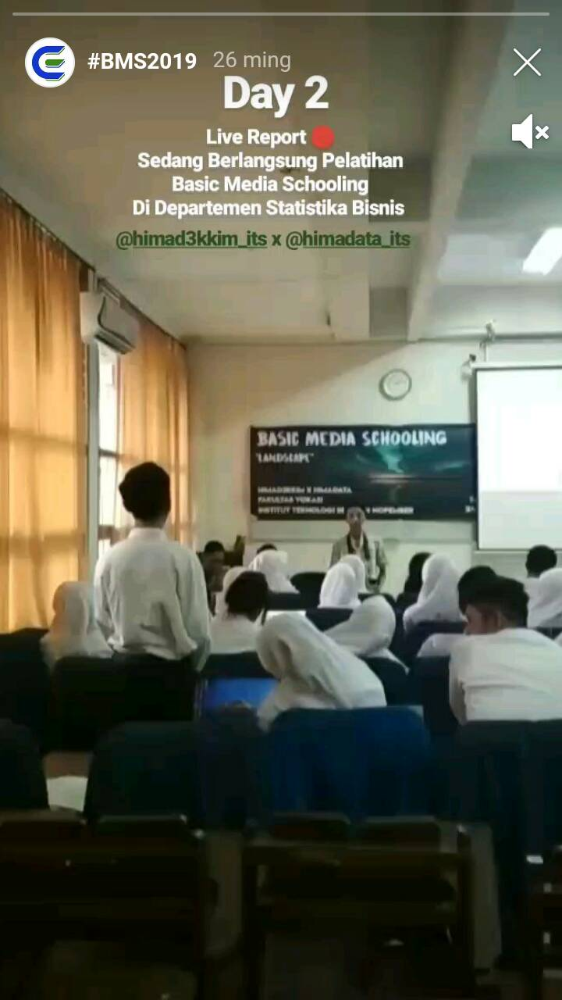 #BMS2019 26 ming
Day 2
Live Report
Sedang Berlangsung Pelatihan
Basic Media Schooling
Di Departemen Statistika Bisnis
@himad3kkim_its x @himadata_its
BASIC MEDIA SCHOOLING
"LANDSCAPE"
HIMAD3KKIM X HIMADATA
FAKULTAS VOKASI
INSTITUT TEKNOLOGI NOPEMBER